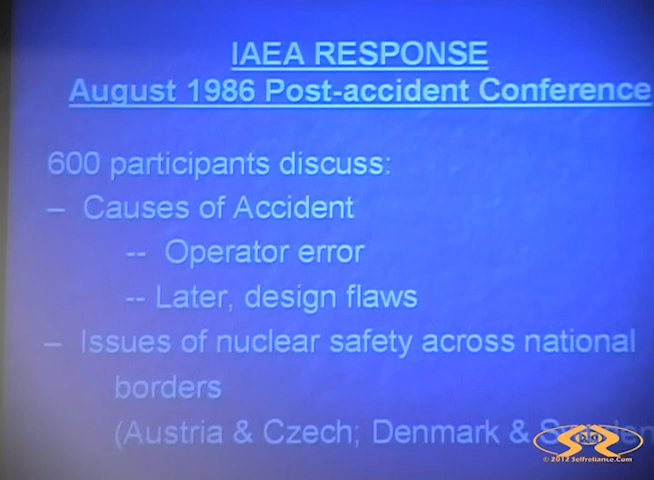 IAEA RESPONSE
August 1986 Post-accident Conference
600 participants discuss:
– Causes of Accident
-- Operator error
-- Later, design flaws
– Issues of nuclear safety across national
borders
(Austria & Czech; Denmark &
© 2012 Selfreliance.Com